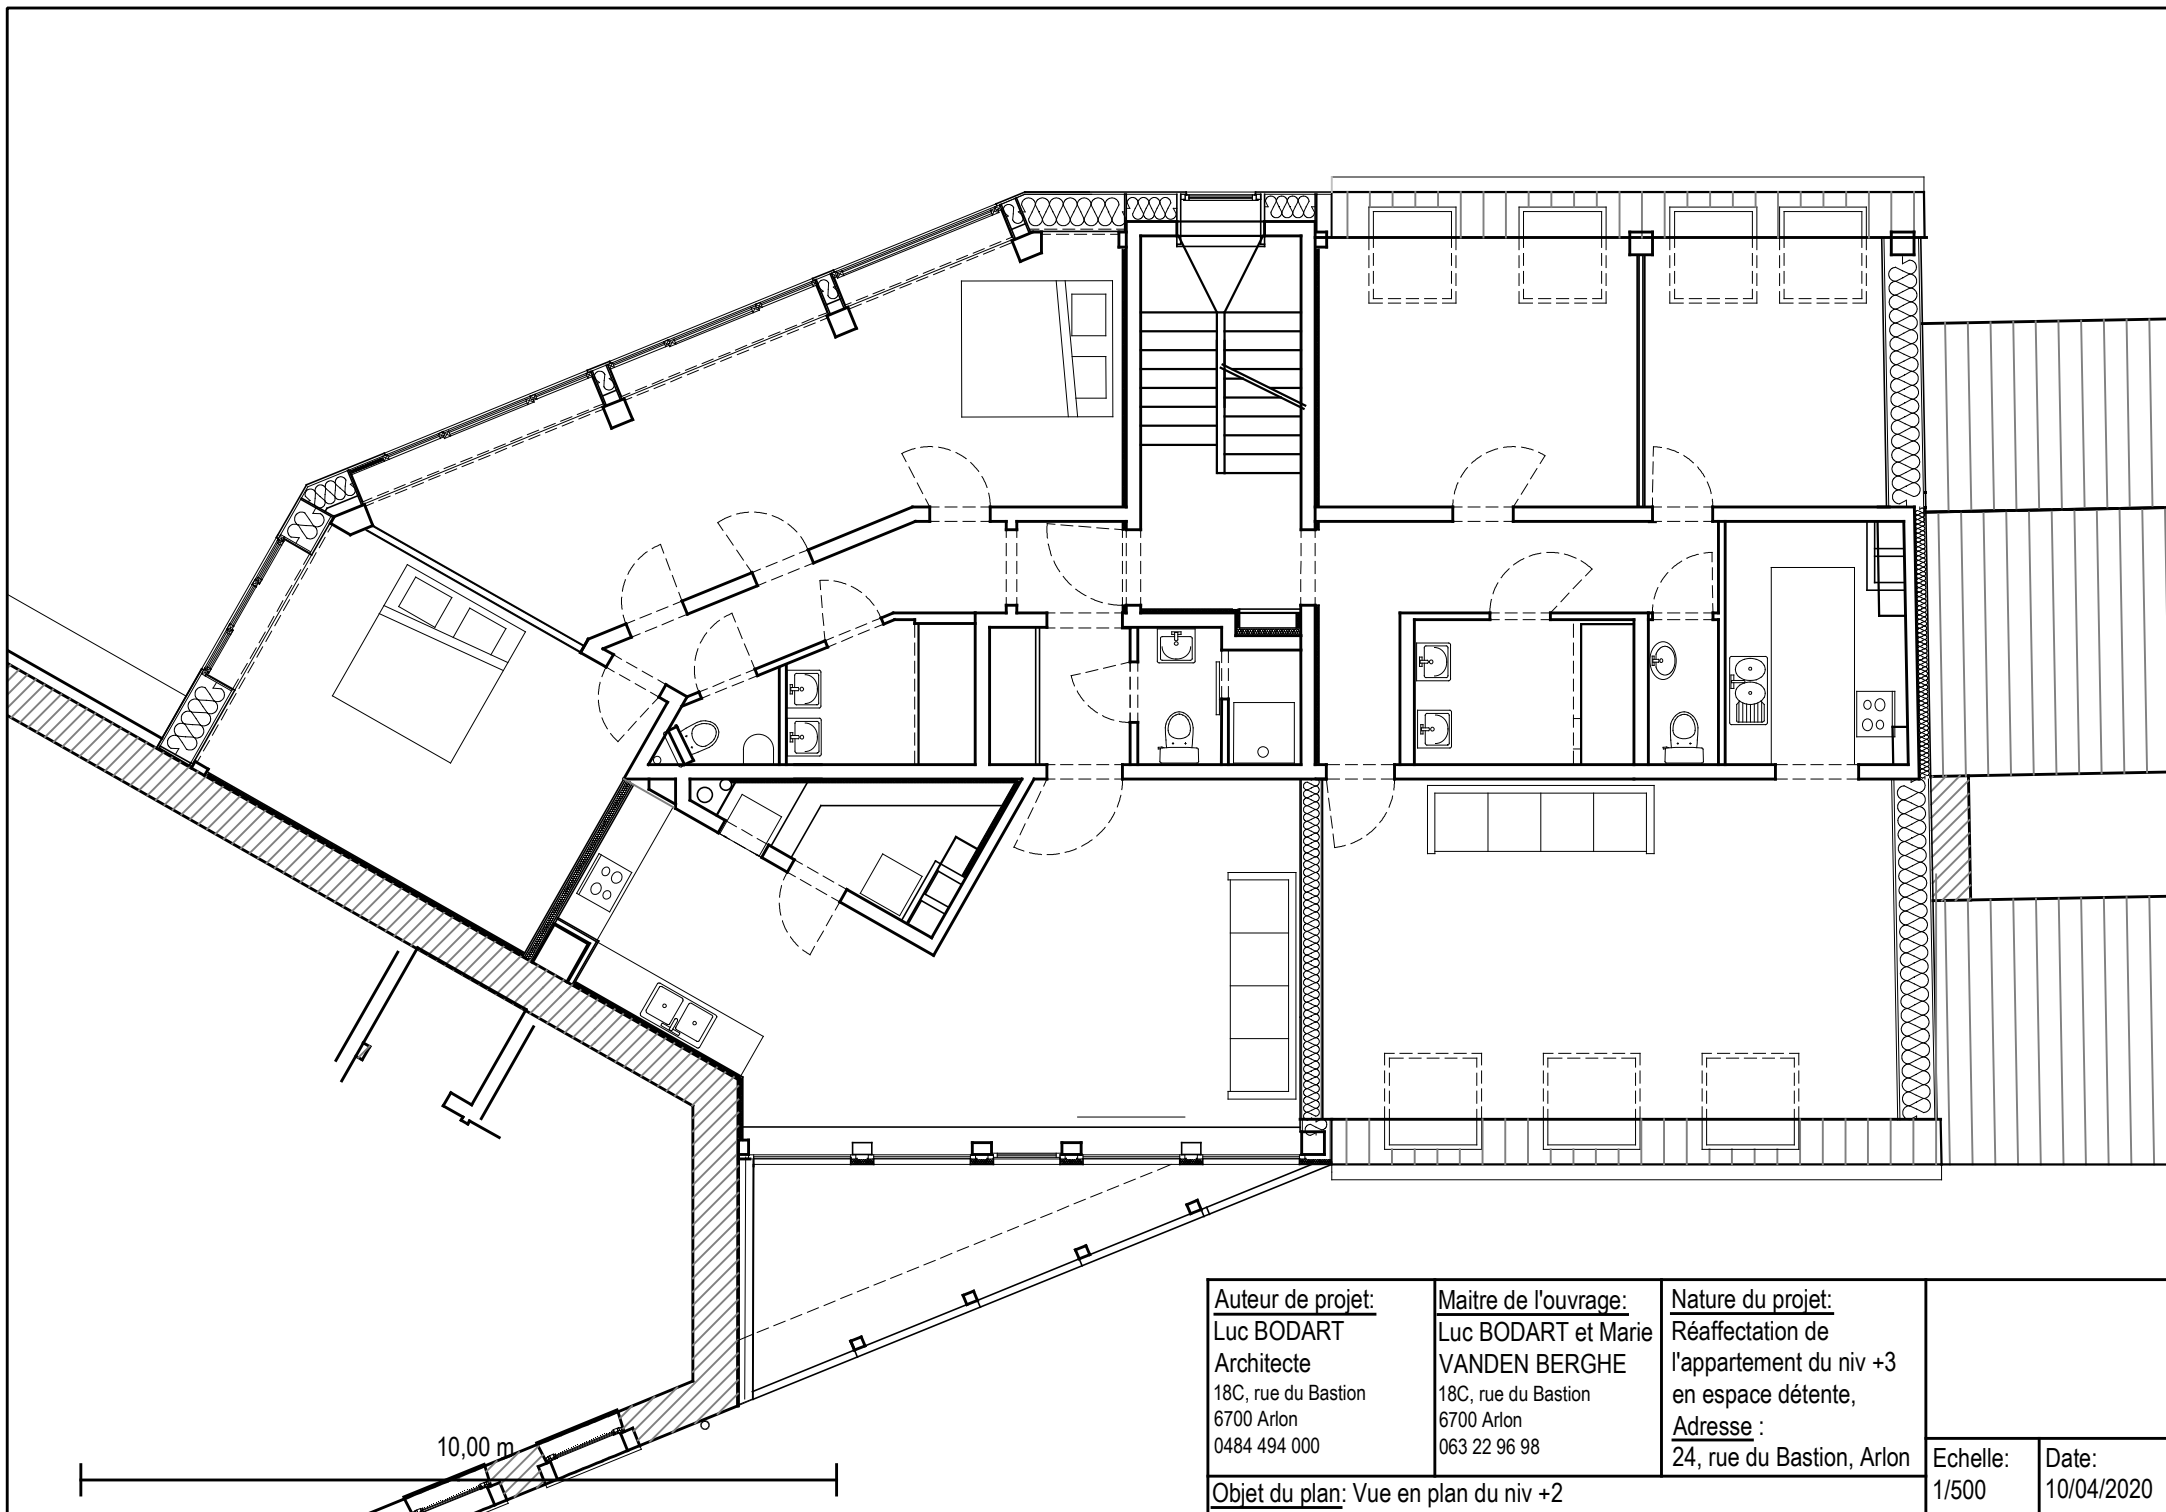 10,00 m
Auteur de projet:
Luc BODART
Architecte
18C, rue du Bastion
6700 Arlon
0484 494 000
Maitre de l'ouvrage:
Luc BODART et Marie
VANDEN BERGHE
18C, rue du Bastion
6700 Arlon
063 22 96 98
Nature du projet:
Réaffectation de
l'appartement du niv +3
en espace détente,
Adresse :
24, rue du Bastion, Arlon
Objet du plan: Vue en plan du niv +2
Echelle:
1/500
Date:
10/04/2020